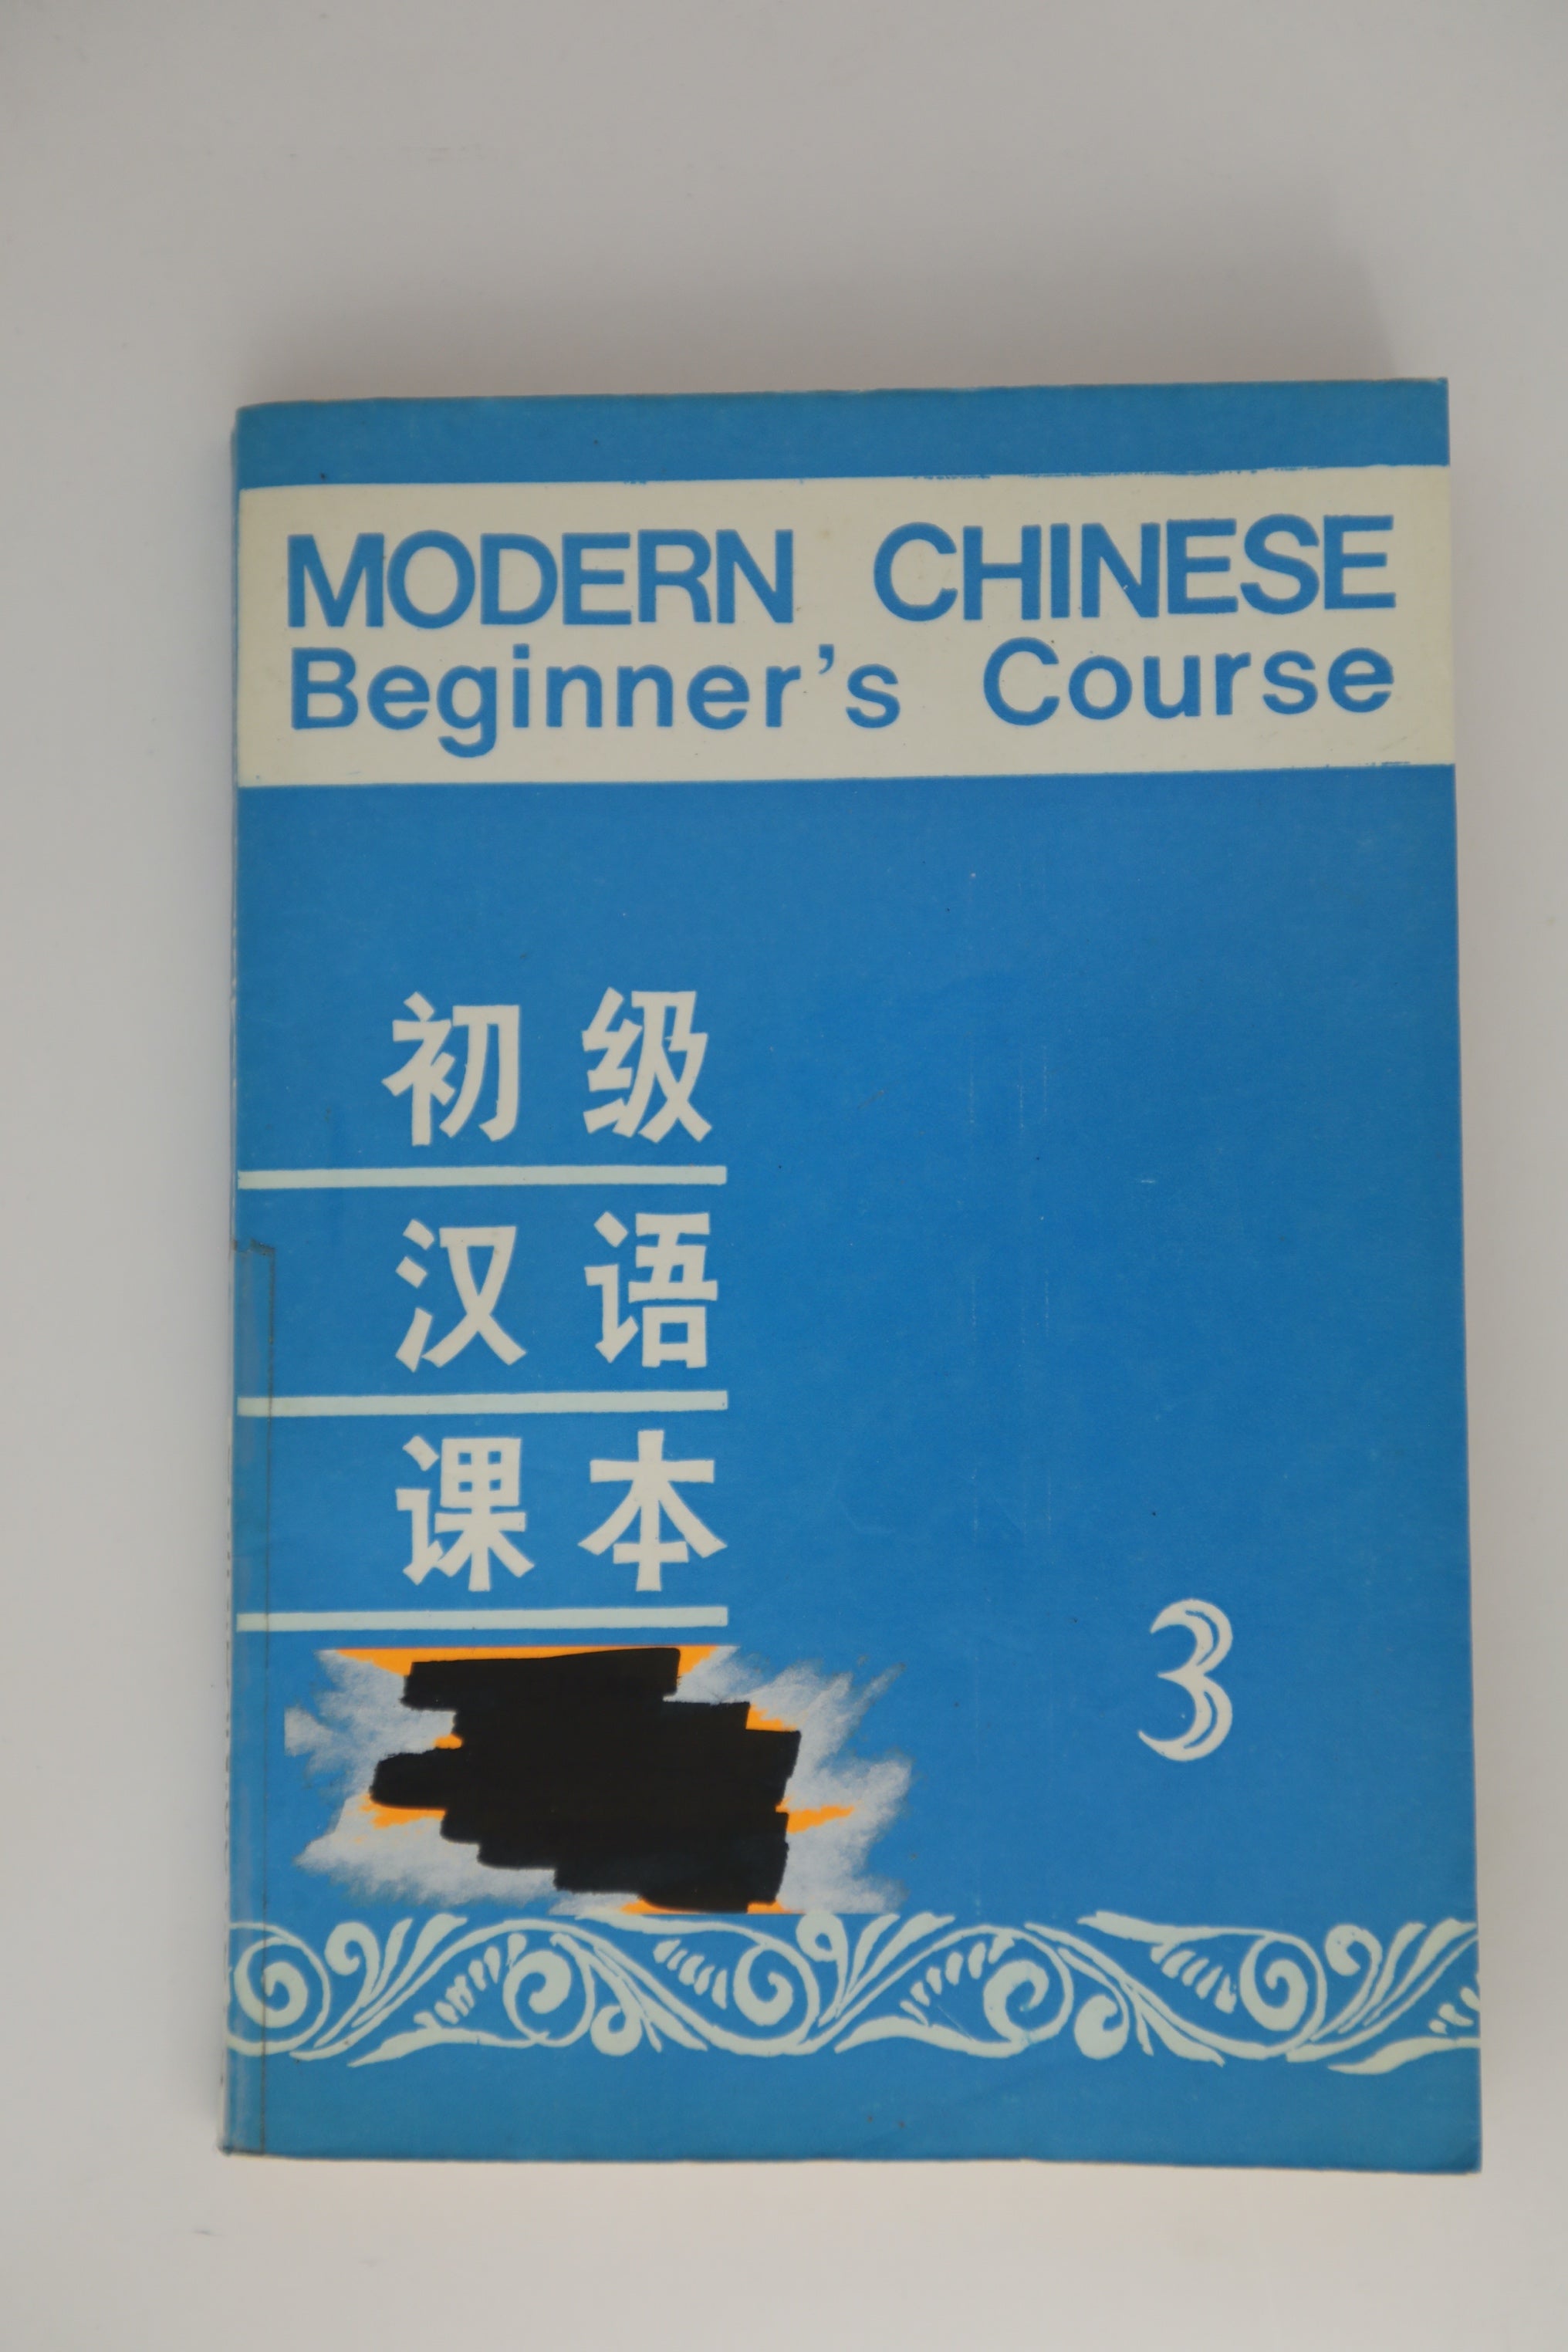 MODERN CHINESE
Beginner's Course
初级
汉语
课本
3